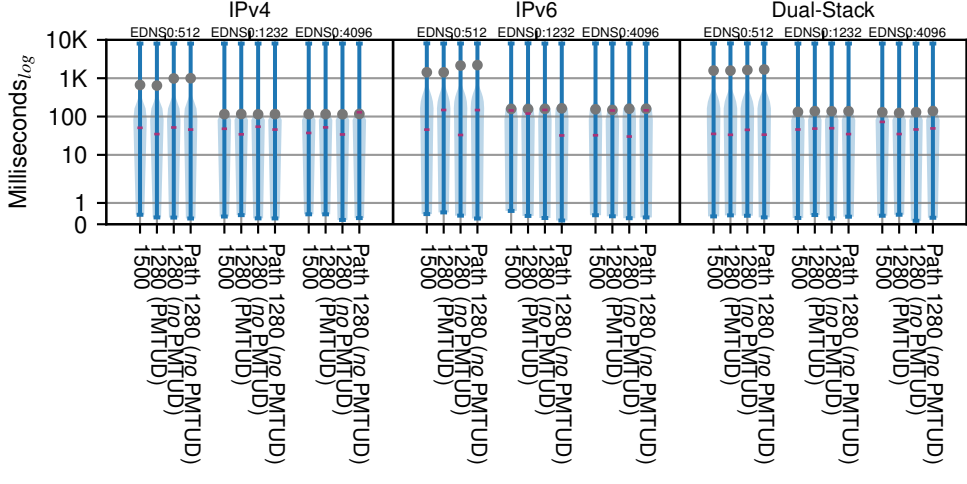 IPv4 IPv6 Dual-Stack
EDNS0:512 EDNS0:1232 EDNS0:4096 EDNS0:512 EDNS0:1232 EDNS0:4096 EDNS0:512 EDNS0:1232 EDNS0:4096
Milliseconds_log
10K
1K
100
10
1
0
1500
1280 (PMTUD)
1280 (no PMTUD)
Path 1280 (no PMTUD)
1500
1280 (PMTUD)
1280 (no PMTUD)
Path 1280 (no PMTUD)
1500
1280 (PMTUD)
1280 (no PMTUD)
Path 1280 (no PMTUD)
1500
1280 (PMTUD)
1280 (no PMTUD)
Path 1280 (no PMTUD)
1500
1280 (PMTUD)
1280 (no PMTUD)
Path 1280 (no PMTUD)
1500
1280 (PMTUD)
1280 (no PMTUD)
Path 1280 (no PMTUD)
1500
1280 (PMTUD)
1280 (no PMTUD)
Path 1280 (no PMTUD)
1500
1280 (PMTUD)
1280 (no PMTUD)
Path 1280 (no PMTUD)
1500
1280 (PMTUD)
1280 (no PMTUD)
Path 1280 (no PMTUD)